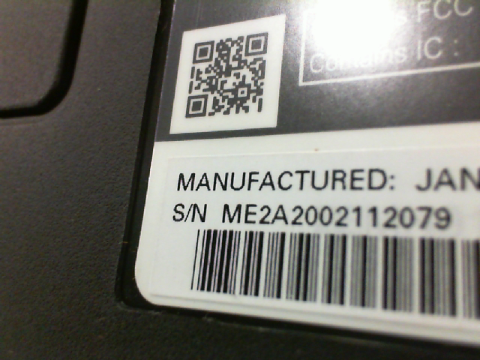 FCC
Contains IC :
MANUFACTURED: JAN
S/N ME2A2002112079